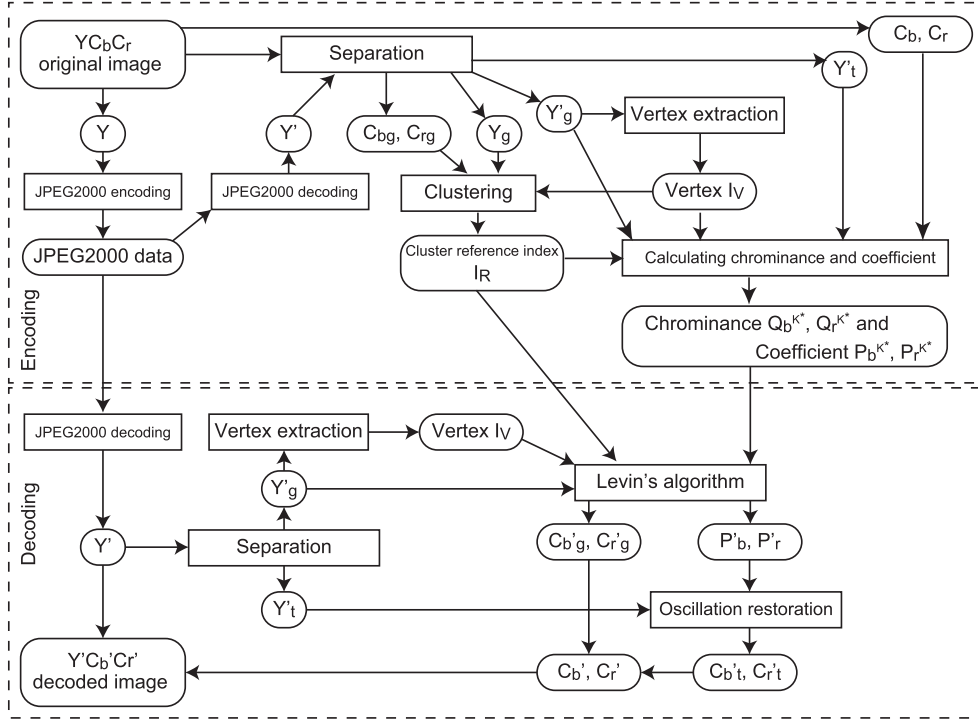 YCbCr
original image
Separation
Cb, Cr
Y't
Y
Y'
Cbg, Crg
Yg
Y'g
Vertex extraction
JPEG2000 encoding
JPEG2000 decoding
Clustering
Vertex IV
JPEG2000 data
Cluster reference index
IR
Calculating chrominance and coefficient
Chrominance QbK*, QrK* and
Coefficient PbK*, PrK*
Encoding
JPEG2000 decoding
Vertex extraction
Vertex IV
Levin's algorithm
Y'g
Decoding
Y'
Separation
Cb'g, Cr'g
P'b, P'r
Y't
Oscillation restoration
Y'Cb'Cr'
decoded image
Cb', Cr'
Cb't, Cr't